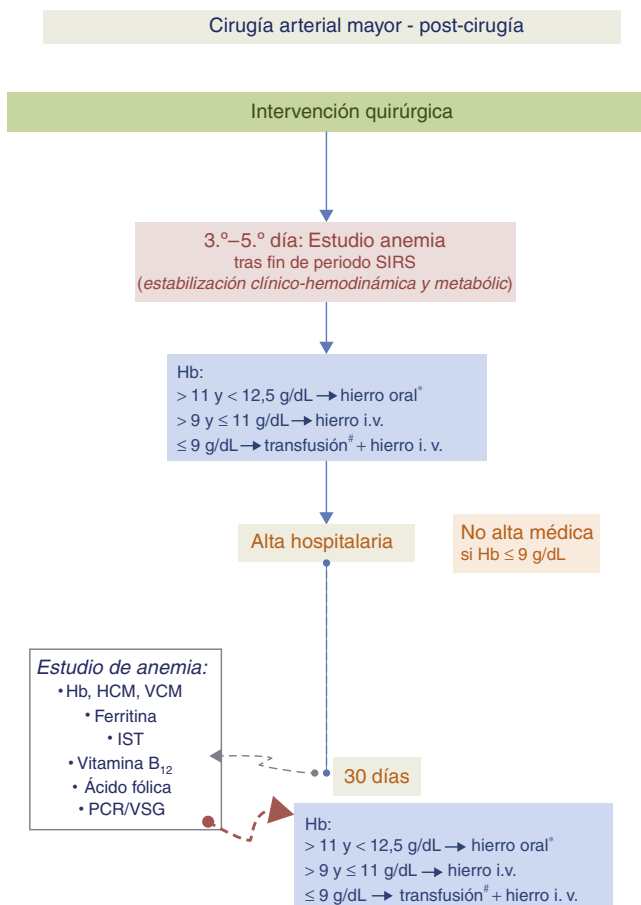 Cirugía arterial mayor - post-cirugía
Intervención quirúrgica
3.º–5.º día: Estudio anemia
tras fin de periodo SIRS
(estabilización clínico-hemodinámica y metabólic)
Hb:
> 11 y < 12,5 g/dL → hierro oral*
> 9 y ≤ 11 g/dL → hierro i.v.
≤ 9 g/dL → transfusión# + hierro i. v.
Alta hospitalaria
No alta médica
si Hb ≤ 9 g/dL
Estudio de anemia:
• Hb, HCM, VCM
• Ferritina
• IST
• Vitamina B12
• Ácido fólica
• PCR/VSG
30 días
Hb:
> 11 y < 12,5 g/dL → hierro oral*
> 9 y ≤ 11 g/dL → hierro i.v.
≤ 9 g/dL → transfusión# + hierro i. v.